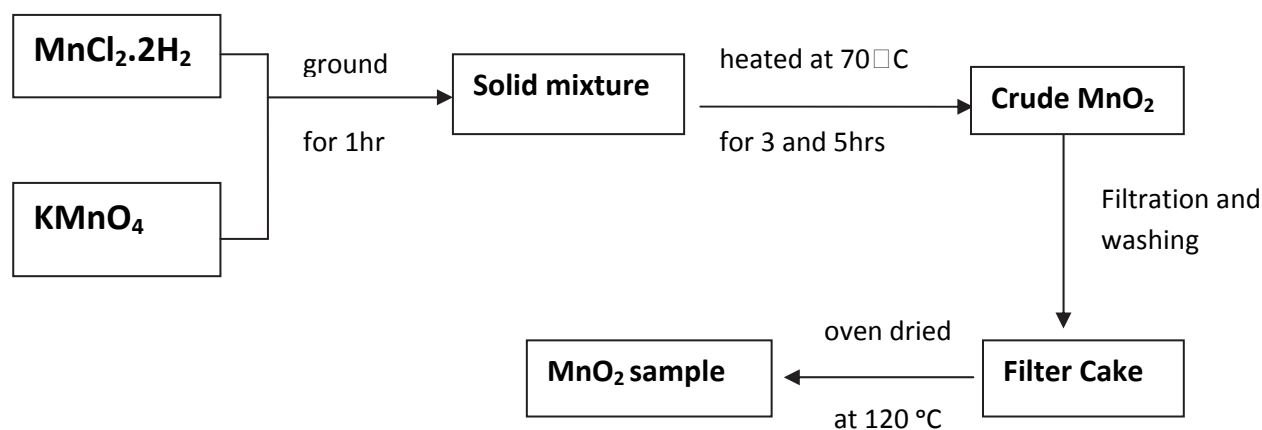 MnCl₂.2H₂
KMnO₄
ground
for 1hr
Solid mixture
heated at 70□C
for 3 and 5hrs
Crude MnO₂
Filtration and
washing
Filter Cake
oven dried
at 120 °C
MnO₂ sample